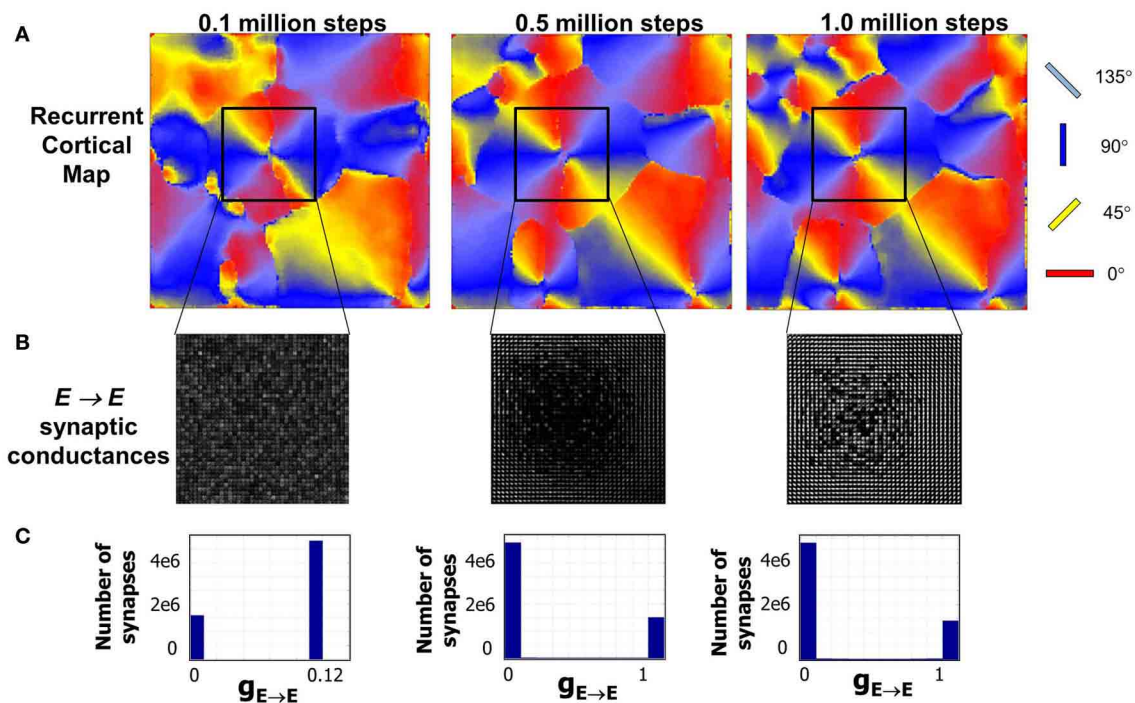 0.1 million steps
0.5 million steps
1.0 million steps
A
Recurrent
Cortical
Map
135°
90°
45°
0°
B
E → E
synaptic
conductances
C
Number of
synapses
4e6
2e6
0
0
0.12
gE→E
Number of
synapses
4e6
2e6
0
0
1
gE→E
Number of
synapses
4e6
2e6
0
0
1
gE→E